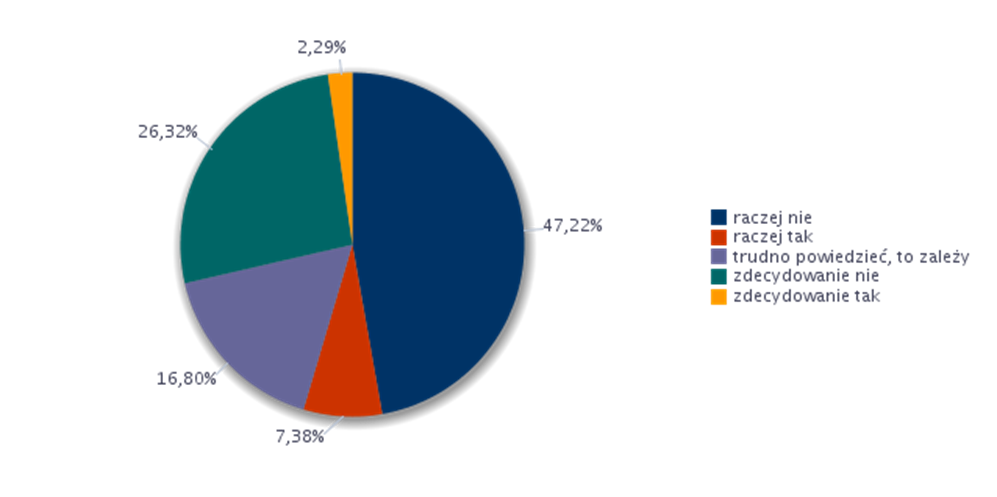 2,29%
26,32%
47,22%
16,80%
7,38%
raczej nie
raczej tak
trudno powiedzieć, to zależy
zdecydowanie nie
zdecydowanie tak